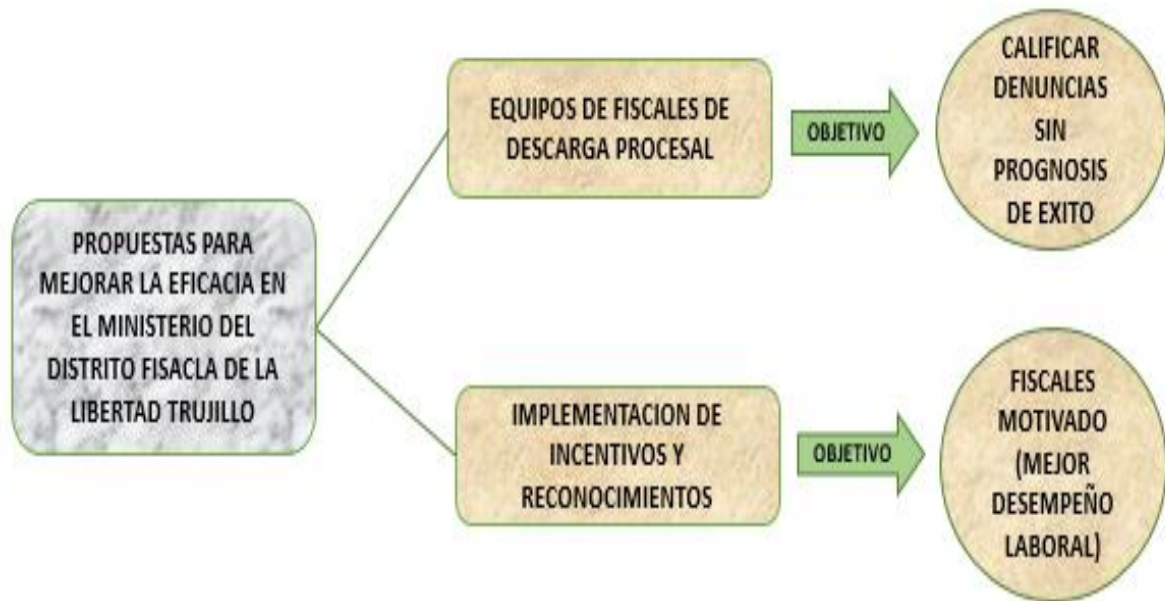 PROPUESTAS PARA
MEJORAR LA EFICACIA EN
EL MINISTERIO DEL
DISTRITO FISACLA DE LA
LIBERTAD TRUJILLO
EQUIPOS DE FISCALES DE
DESCARGA PROCESAL
OBJETIVO
CALIFICAR
DENUNCIAS
SIN
PROGNOSIS
DE EXITO
IMPLEMENTACION DE
INCENTIVOS Y
RECONOCIMIENTOS
OBJETIVO
FISCALES
MOTIVADO
(MEJOR
DESEMPEÑO
LABORAL)